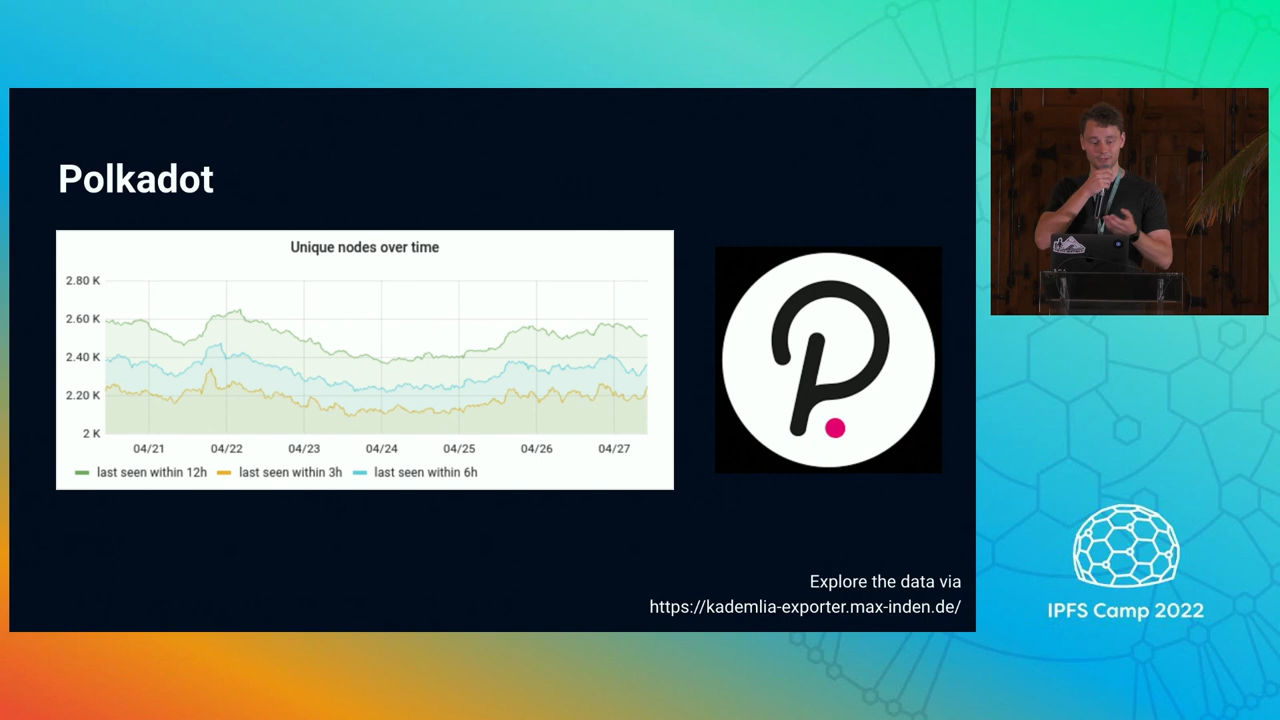 Polkadot
Unique nodes over time
2.80 K
2.60 K
2.40 K
2.20 K
2 K
04/21 04/22 04/23 04/24 04/25 04/26 04/27
last seen within 12h last seen within 3h last seen within 6h
Explore the data via
https://kademlia-exporter.max-inden.de/
IPFS Camp 2022